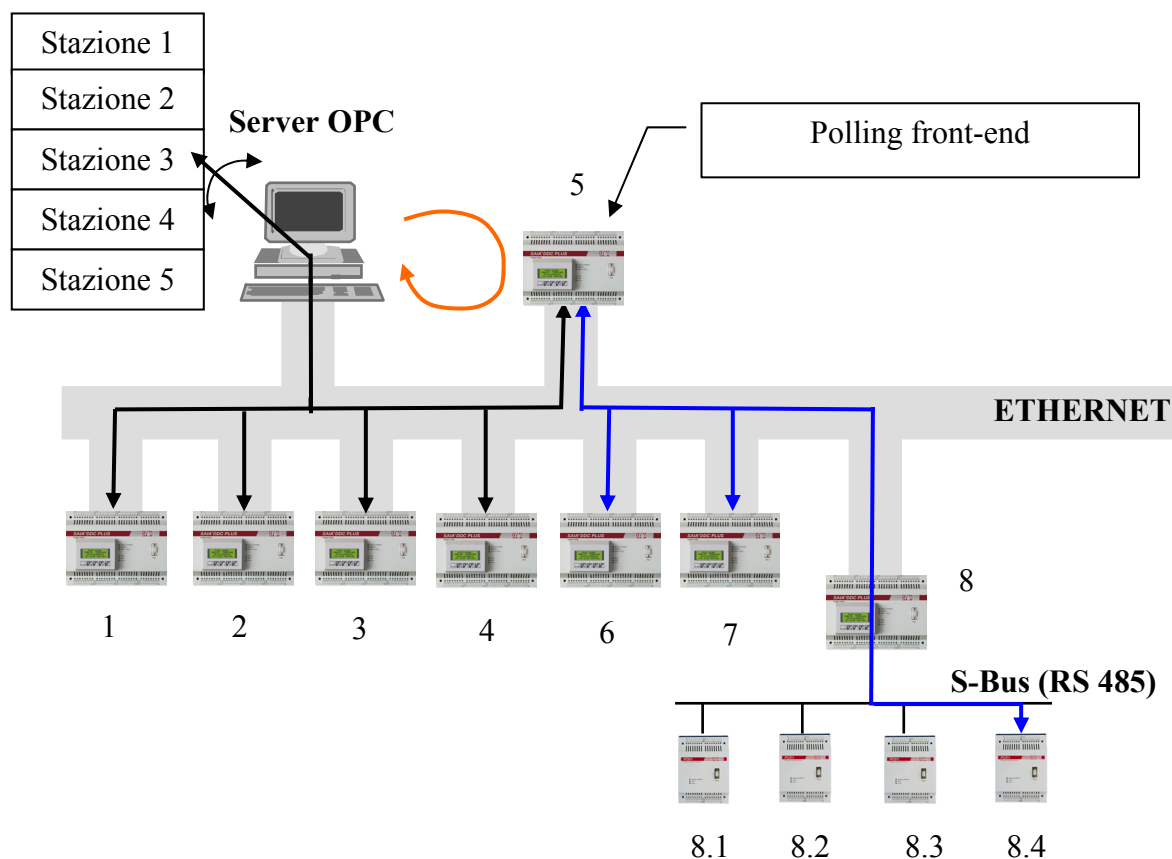 Stazione 1
Stazione 2
Stazione 3
Stazione 4
Stazione 5
Server OPC
Polling front-end
5
ETHERNET
1
2
3
4
6
7
8
S-Bus (RS 485)
8.1
8.2
8.3
8.4